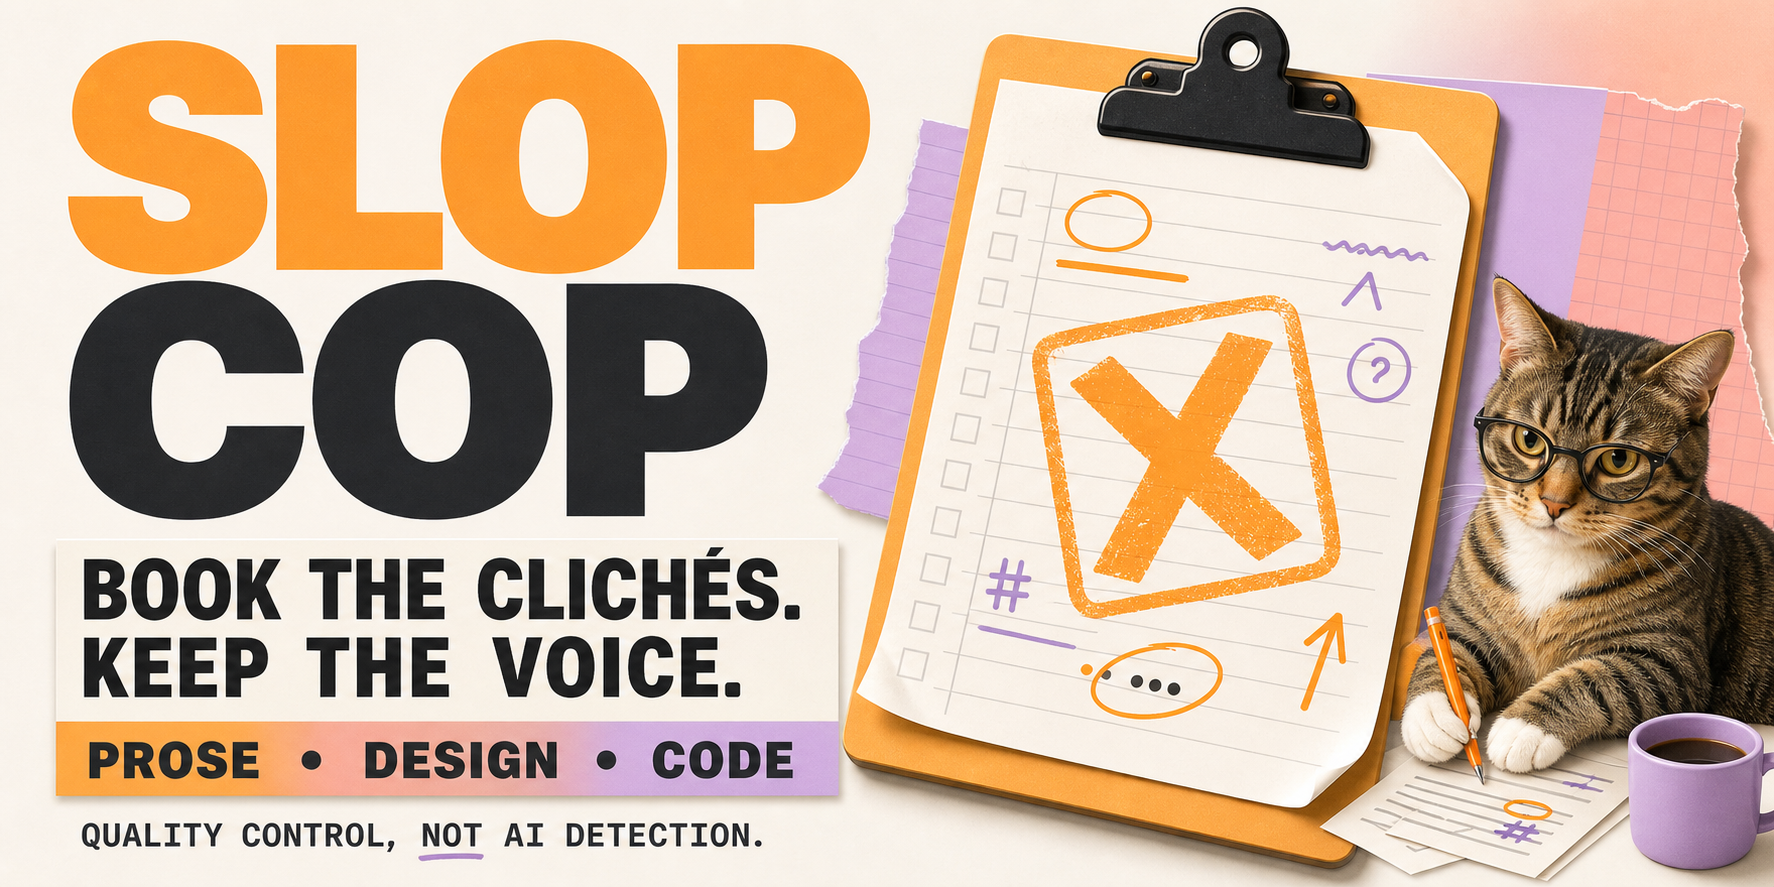 SLOP
COP
BOOK THE CLICHÉS.
KEEP THE VOICE.
PROSE • DESIGN • CODE
QUALITY CONTROL, NOT AI DETECTION.
X
?
#
#